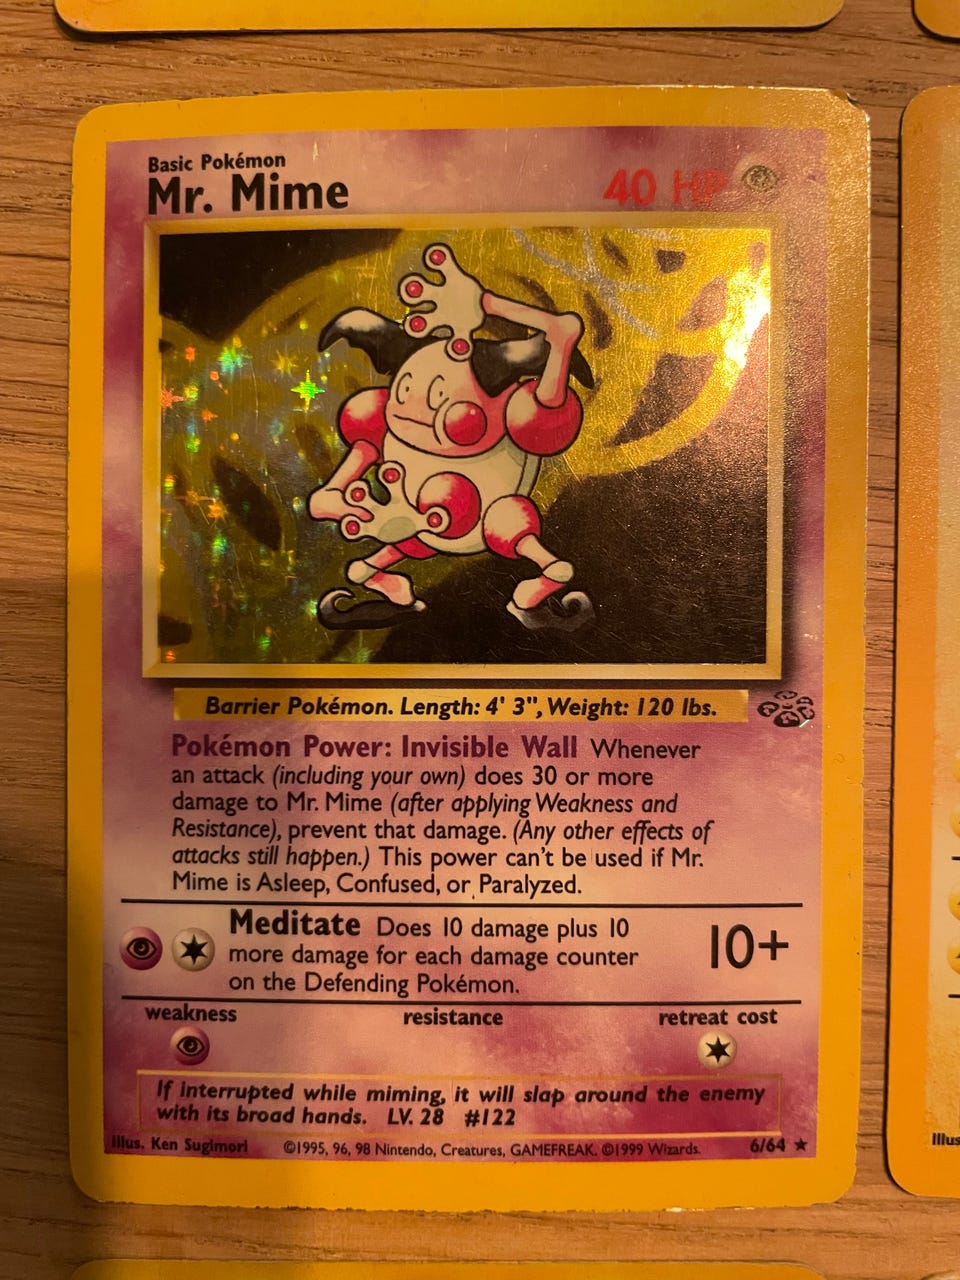 Basic Pokémon
Mr. Mime
40 HP
Barrier Pokémon. Length: 4' 3", Weight: 120 lbs.
Pokémon Power: Invisible Wall Whenever
an attack (including your own) does 30 or more
damage to Mr. Mime (after applying Weakness and
Resistance), prevent that damage. (Any other effects of
attacks still happen.) This power can't be used if Mr.
Mime is Asleep, Confused, or Paralyzed.
Meditate Does 10 damage plus 10
more damage for each damage counter
on the Defending Pokémon.
10+
weakness
resistance
retreat cost
If interrupted while miming, it will slap around the enemy
with its broad hands. LV. 28 #122
Illus. Ken Sugimori ©1995, 96, 98 Nintendo, Creatures, GAMEFREAK. ©1999 Wizards. 6/64 ★
Illus